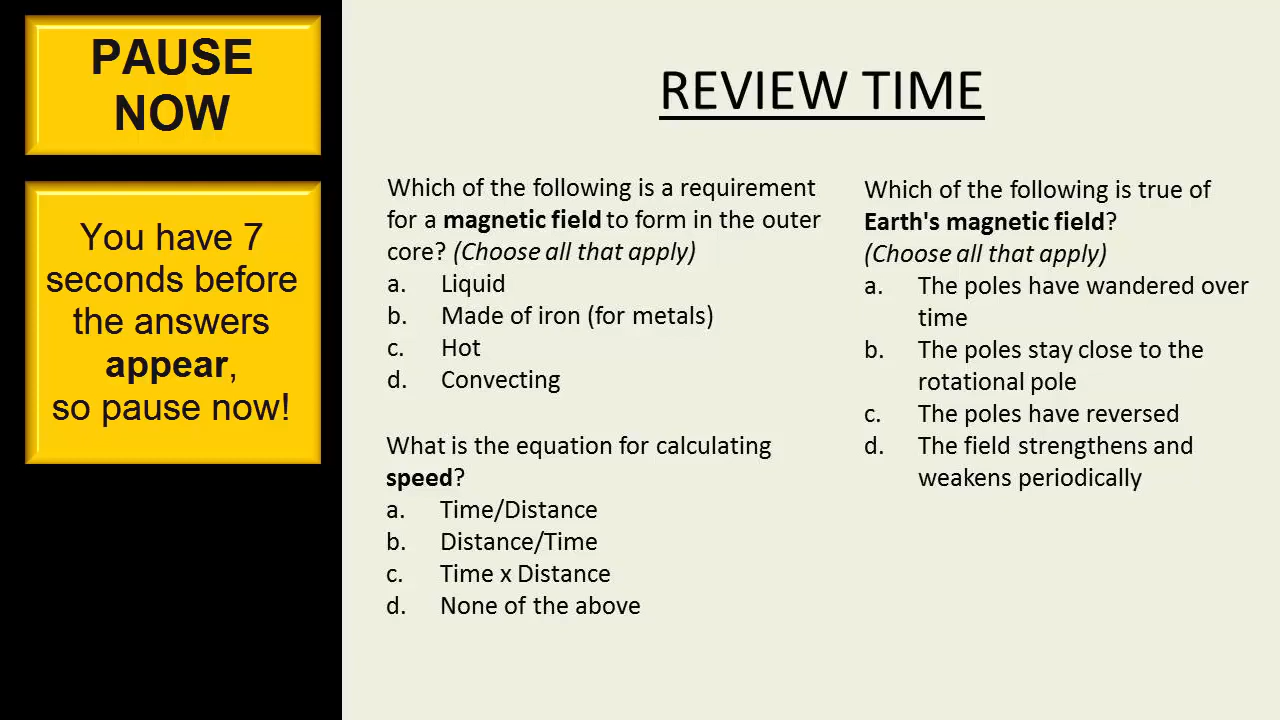 PAUSE
NOW
You have 7
seconds before
the answers
appear,
so pause now!
REVIEW TIME
Which of the following is a requirement
for a magnetic field to form in the outer
core? (Choose all that apply)
a. Liquid
b. Made of iron (for metals)
c. Hot
d. Convecting
What is the equation for calculating
speed?
a. Time/Distance
b. Distance/Time
c. Time x Distance
d. None of the above
Which of the following is true of
Earth's magnetic field?
(Choose all that apply)
a. The poles have wandered over
time
b. The poles stay close to the
rotational pole
c. The poles have reversed
d. The field strengthens and
weakens periodically